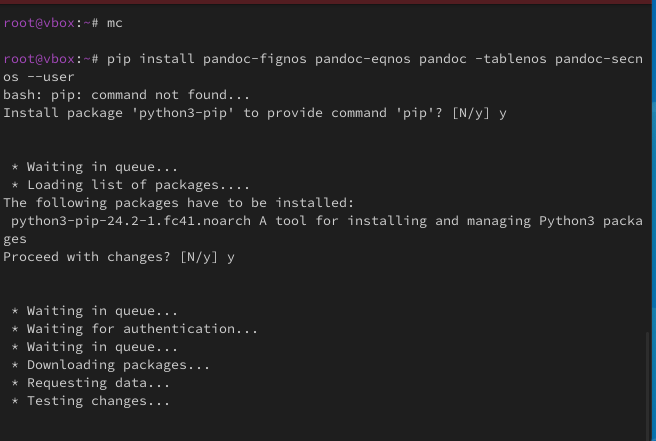 root@vbox:~# mc
root@vbox:~# pip install pandoc-fignos pandoc-eqnos pandoc -tablenos pandoc-secn
os --user
bash: pip: command not found...
Install package 'python3-pip' to provide command 'pip'? [N/y] y
* Waiting in queue...
* Loading list of packages....
The following packages have to be installed:
python3-pip-24.2-1.fc41.noarch A tool for installing and managing Python3 packa
ges
Proceed with changes? [N/y] y
* Waiting in queue...
* Waiting for authentication...
* Waiting in queue...
* Downloading packages...
* Requesting data...
* Testing changes...